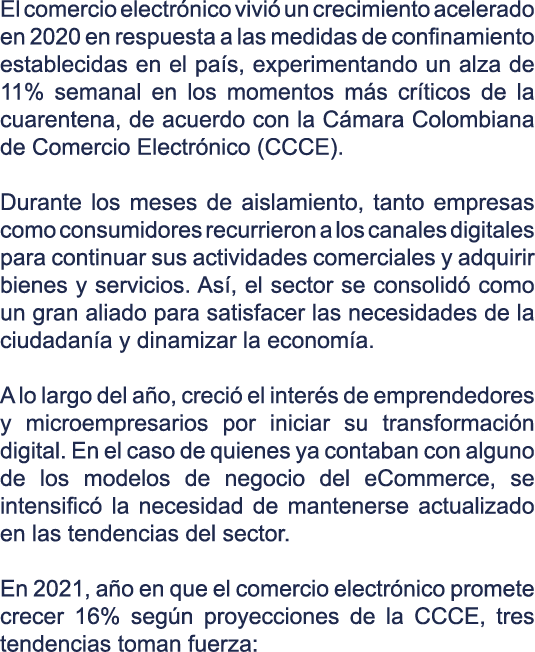 El comercio electrónico vivió un crecimiento acelerado
en 2020 en respuesta a las medidas de confinamiento
establecidas en el país, experimentando un alza de
11% semanal en los momentos más críticos de la
cuarentena, de acuerdo con la Cámara Colombiana
de Comercio Electrónico (CCCE).

Durante los meses de aislamiento, tanto empresas
como consumidores recurrieron a los canales digitales
para continuar sus actividades comerciales y adquirir
bienes y servicios. Así, el sector se consolidó como
un gran aliado para satisfacer las necesidades de la
ciudadanía y dinamizar la economía.

A lo largo del año, creció el interés de emprendedores
y microempresarios por iniciar su transformación
digital. En el caso de quienes ya contaban con alguno
de los modelos de negocio del eCommerce, se
intensificó la necesidad de mantenerse actualizado
en las tendencias del sector.

En 2021, año en que el comercio electrónico promete
crecer 16% según proyecciones de la CCCE, tres
tendencias toman fuerza: